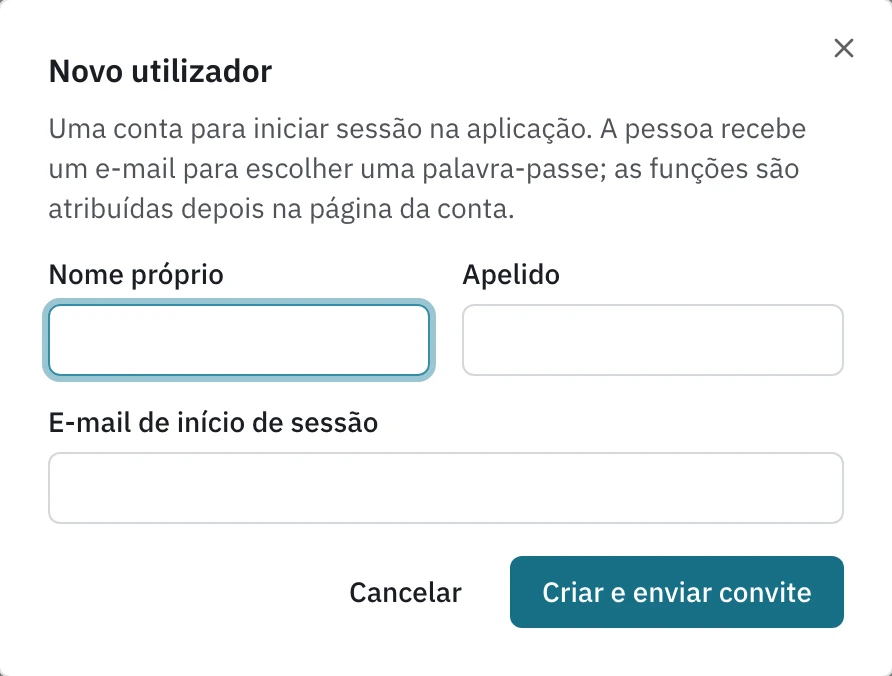 Novo utilizador
Uma conta para iniciar sessão na aplicação. A pessoa recebe
um e-mail para escolher uma palavra-passe; as funções são
atribuídas depois na página da conta.
Nome próprio
Apelido
E-mail de início de sessão
Cancelar
Criar e enviar convite